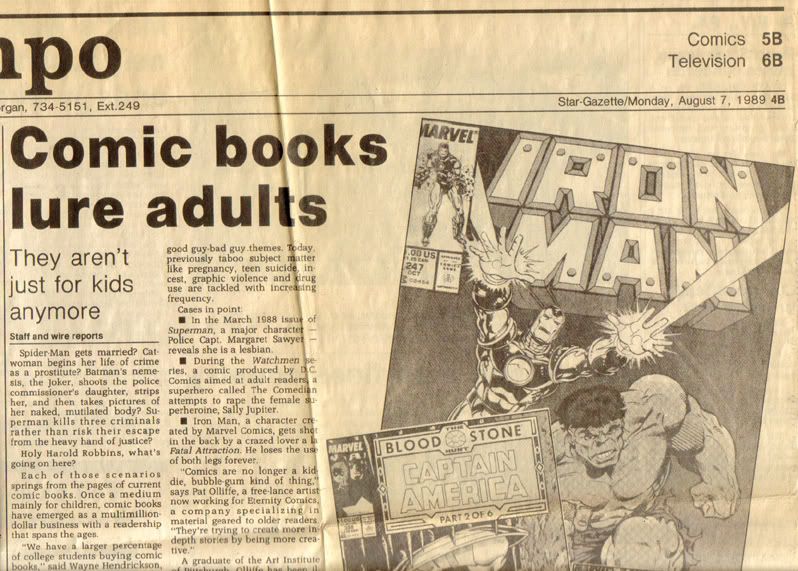 npo
Comics 5B
Television 6B
rgan, 734-5151, Ext.249
Star-Gazette/Monday, August 7, 1989 4B
Comic books
lure adults
They aren't
just for kids
anymore
Staff and wire reports
Spider-Man gets married? Cat-
woman begins her life of crime
as a prostitute? Batman's neme-
sis, the Joker, shoots the police
commissioner's daughter, strips
her, and then takes pictures of
her naked, mutilated body? Su-
perman kills three criminals
rather than risk their escape
from the heavy hand of justice?
Holy Harold Robbins, what's
going on here?
Each of those scenarios
springs from the pages of current
comic books. Once a medium
mainly for children, comic books
have emerged as a multimillion-
dollar business with a readership
that spans the ages.
"We have a larger percentage
of college students buying comic
books," said Wayne Hendrickson,
good guy-bad guy themes. Today,
previously taboo subject matter
like pregnancy, teen suicide, in-
cest, graphic violence and drug
use are tackled with increasing
frequency.
Cases in point:
■ In the March 1988 issue of
Superman, a major character —
Police Capt. Margaret Sawyer —
reveals she is a lesbian.
■ During the Watchmen se-
ries, a comic produced by D.C.
Comics aimed at adult readers, a
superhero called The Comedian
attempts to rape the female su-
perheroine, Sally Jupiter.
■ Iron Man, a character cre-
ated by Marvel Comics, gets shot
in the back by a crazed lover a la
Fatal Attraction. He loses the use
of both legs forever.
"Comics are no longer a kid-
die, bubble-gum kind of thing,"
says Pat Olliffe, a free-lance artist
now working for Eternity Comics,
a company specializing in
material geared to older readers.
"They're trying to create more in-
depth stories by being more crea-
tive."
A graduate of the Art Institute
of Pittsburgh, Olliffe has been
MARVEL
IRON
MAN
.00 US
247
OCT
MARVEL
THE
BLOOD STONE
HUNT
CAPTAIN
AMERICA
PART 2 OF 6